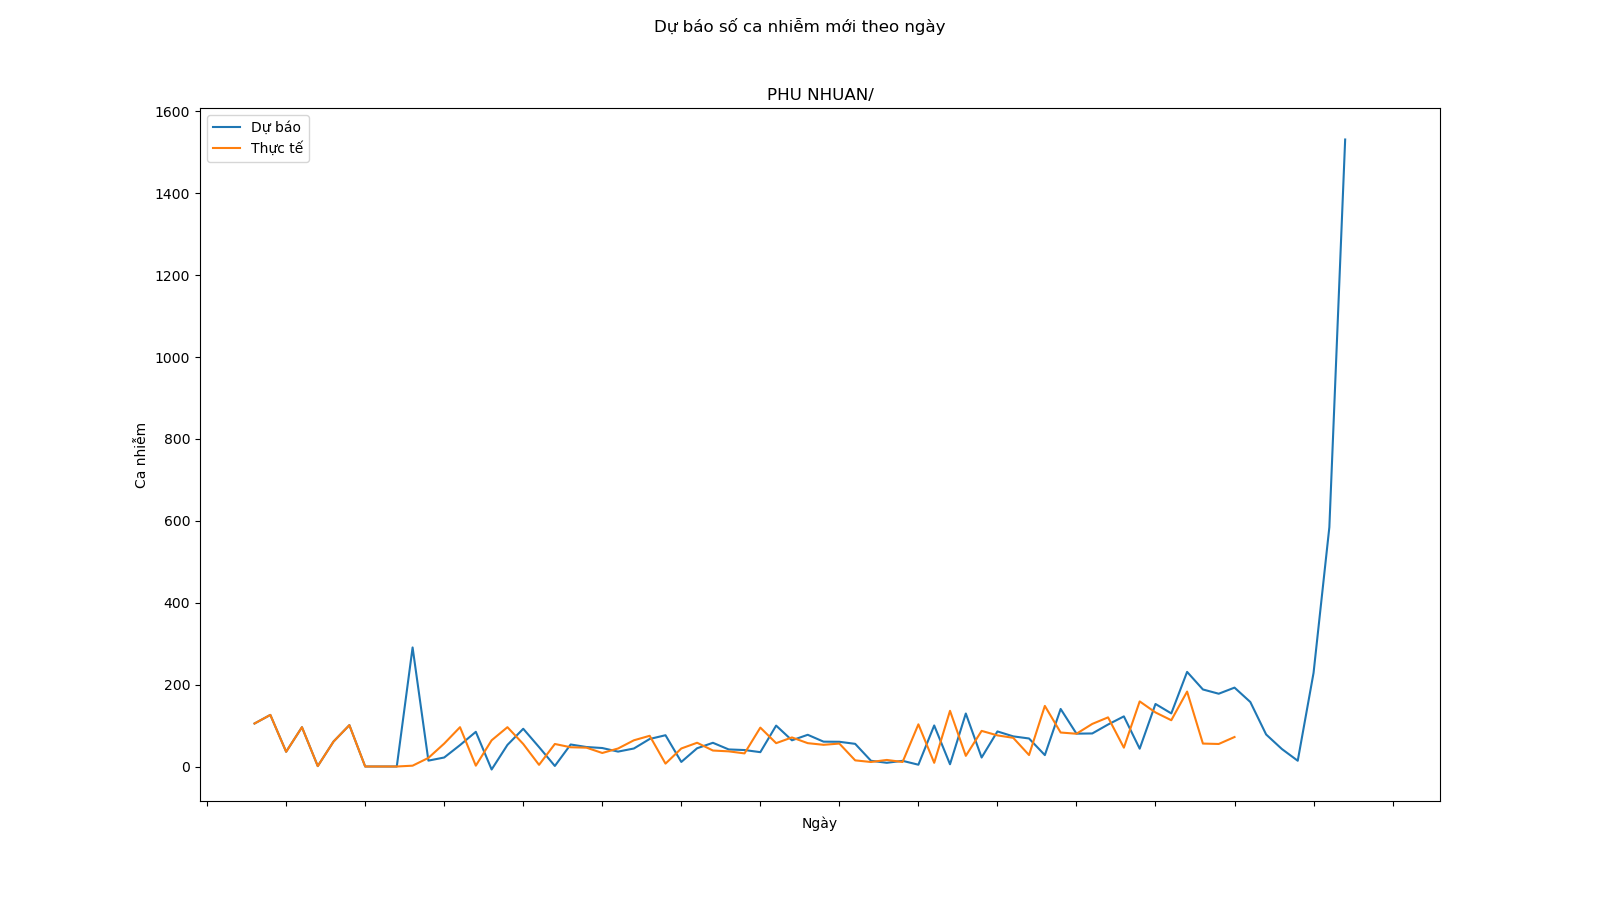 Dự báo số ca nhiễm mới theo ngày
PHU NHUAN/
1600
1400
1200
1000
800
600
400
200
0
Dự báo
Thực tế
Ca nhiễm
Ngày